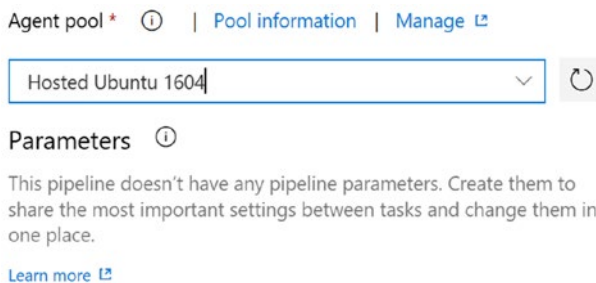 Agent pool * | Pool information | Manage
Hosted Ubuntu 1604
Parameters
This pipeline doesn't have any pipeline parameters. Create them to
share the most important settings between tasks and change them in
one place.
Learn more